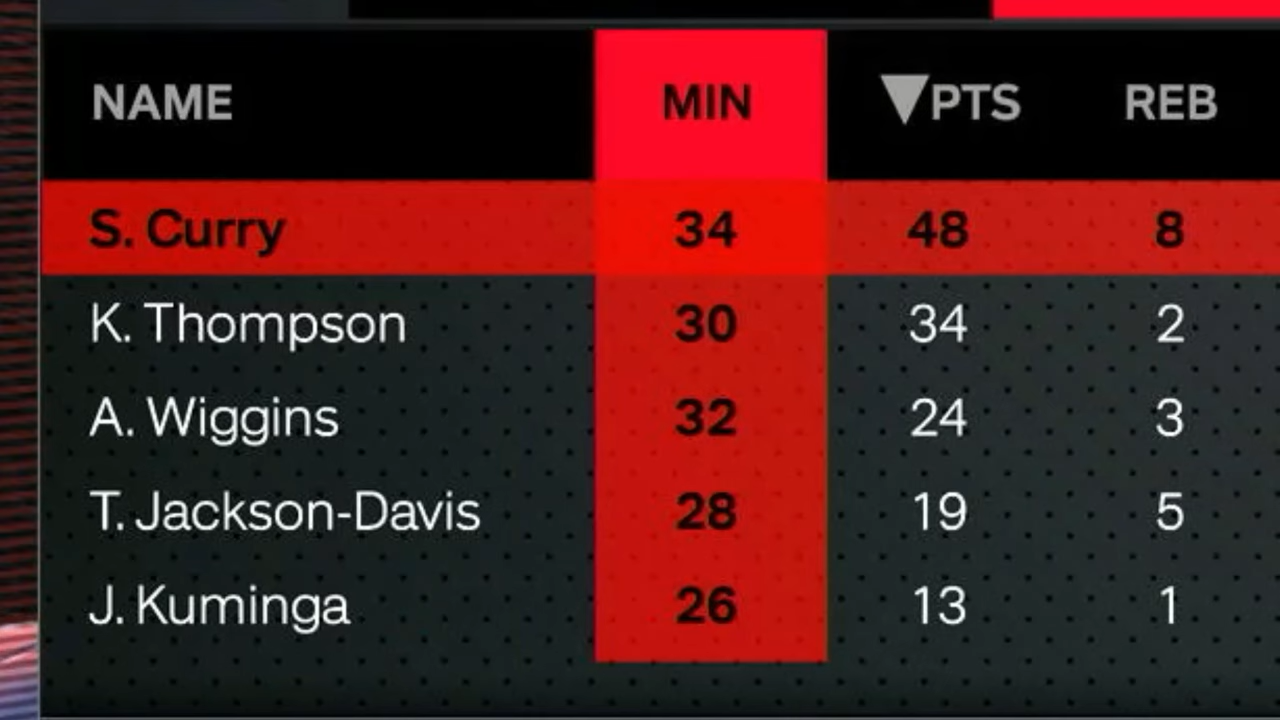 NAME MIN ▼PTS REB
S. Curry 34 48 8
K. Thompson 30 34 2
A. Wiggins 32 24 3
T. Jackson-Davis 28 19 5
J. Kuminga 26 13 1